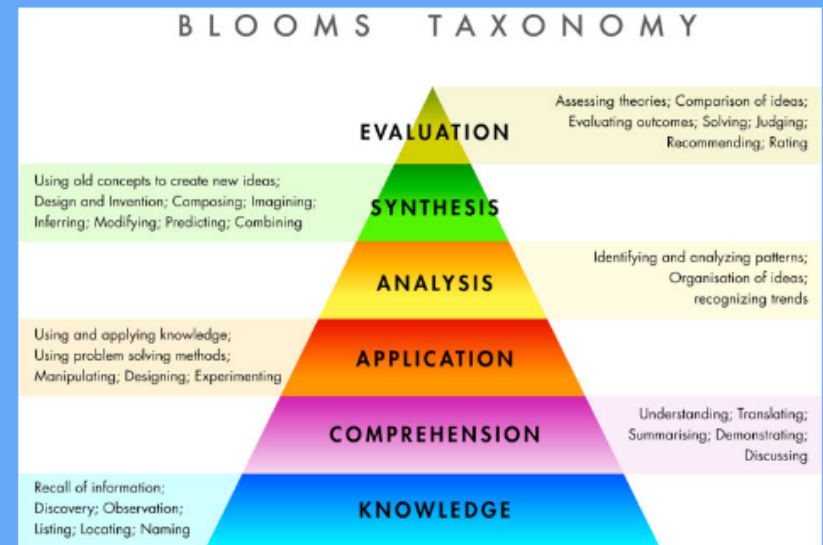 BLOOMS TAXONOMY
EVALUATION
Assessing theories; Comparison of ideas;
Evaluating outcomes; Solving; Judging;
Recommending; Rating
Using old concepts to create new ideas;
Design and Invention; Composing; Imagining;
Inferring; Modifying; Predicting; Combining
SYNTHESIS
ANALYSIS
Identifying and analyzing patterns;
Organisation of ideas;
recognizing trends
Using and applying knowledge;
Using problem solving methods;
Manipulating; Designing; Experimenting
APPLICATION
COMPREHENSION
Understanding; Translating;
Summarising; Demonstrating;
Discussing
Recall of information;
Discovery; Observation;
Listing; Locating; Naming
KNOWLEDGE